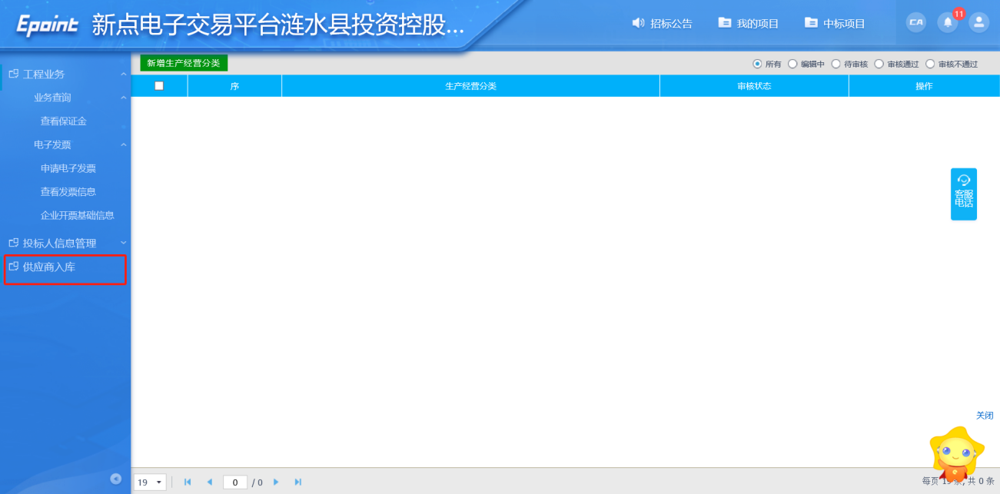 Epoint 新点电子交易平台涟水县投资控股...
招标公告 我的项目 中标项目 CA 11
新增生产经营分类 所有 编辑中 待审核 审核通过 审核不通过
序 生产经营分类 审核状态 操作
工程业务
业务查询
查看保证金
电子发票
申请电子发票
查看发票信息
企业开票基础信息
投标人信息管理
供应商入库
客服
电话
关闭
19 0 / 0 每页 19 条, 共 0 条